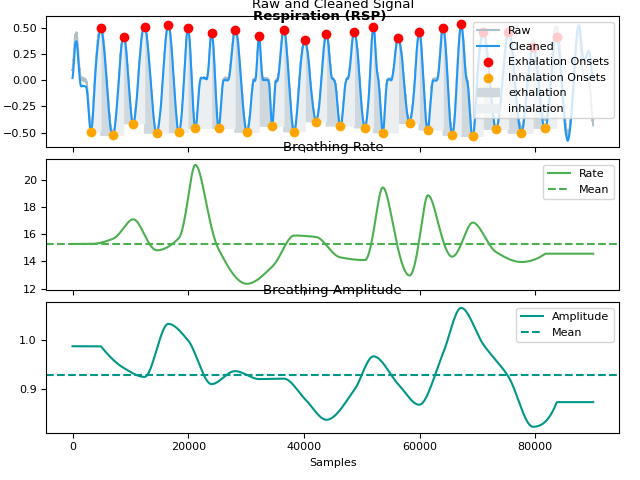 Raw and Cleaned Signal
Respiration (RSP)
0.50
0.25
0.00
−0.25
−0.50
Raw
Cleaned
Exhalation Onsets
Inhalation Onsets
exhalation
inhalation
Breathing Rate
20
18
16
14
12
Rate
Mean
Breathing Amplitude
1.0
0.9
Amplitude
Mean
0 20000 40000 60000 80000
Samples